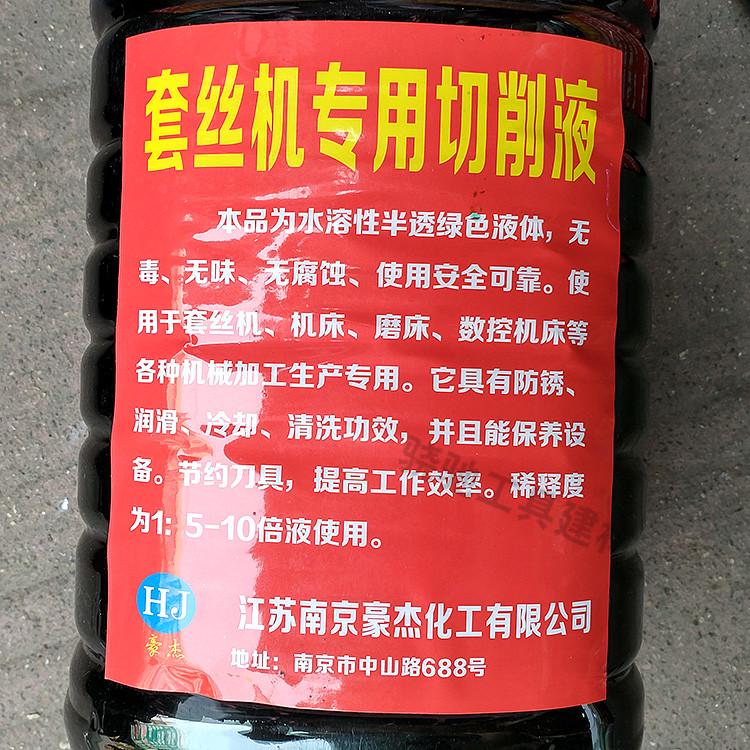 套丝机专用切削液
本品为水溶性半透绿色液体，无
毒、无味、无腐蚀、使用安全可靠。使
用于套丝机、机床、磨床、数控机床等
各种机械加工生产专用。它具有防锈、
润滑、冷却、清洗功效，并且能保养设
备。节约刀具，提高工作效率。稀释度
为1：5-10倍液使用。
HJ
豪杰
江苏南京豪杰化工有限公司
地址：南京市中山路688号
工具建材